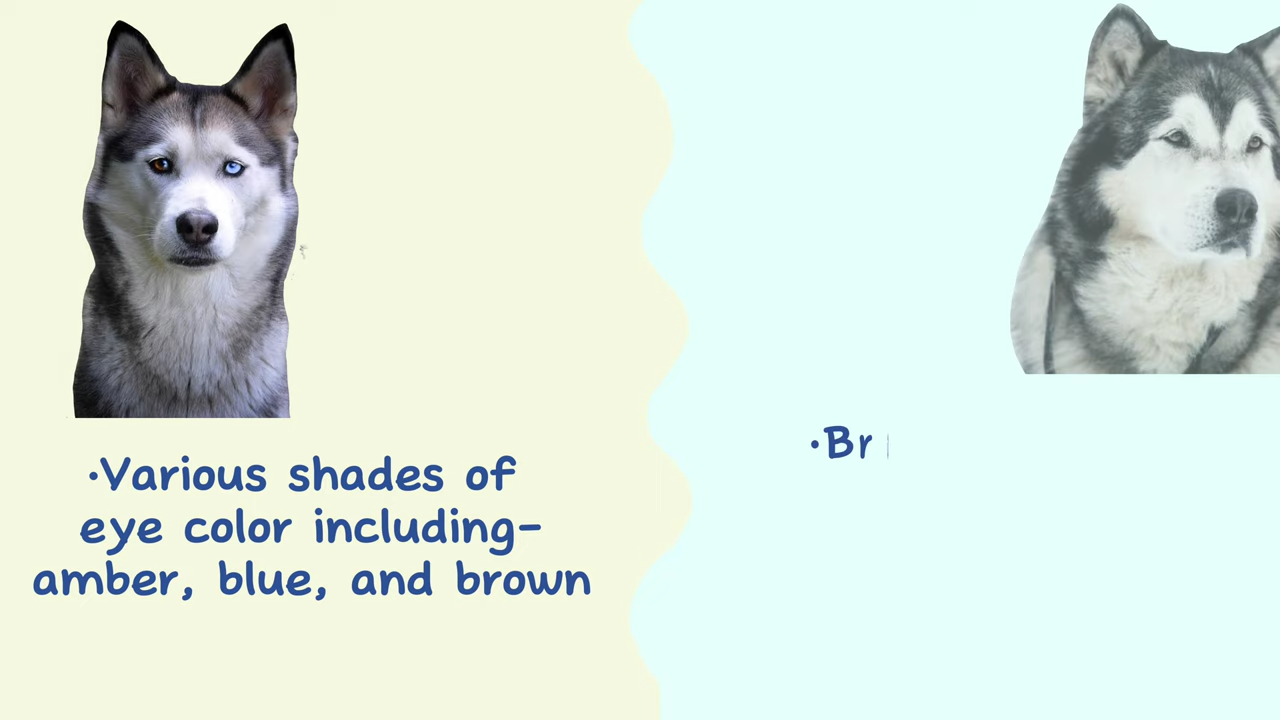 •Various shades of
eye color including-
amber, blue, and brown
•Br